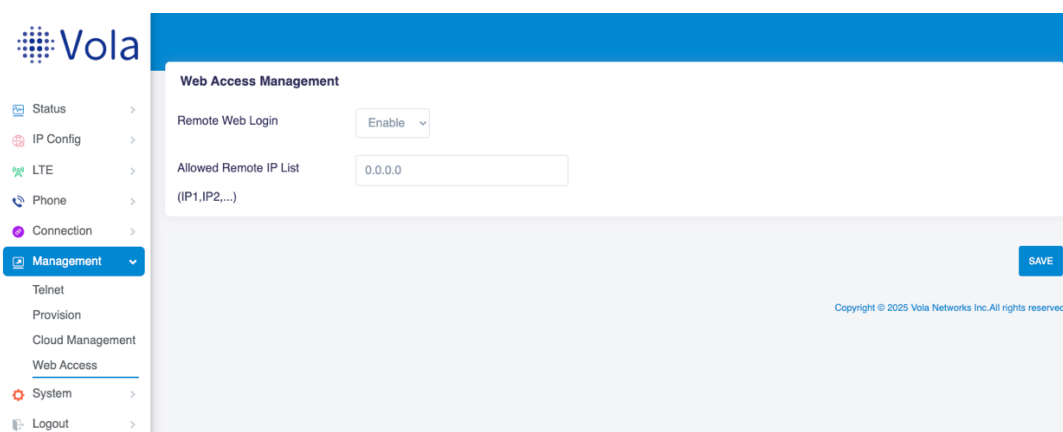 Vola
Status
IP Config
LTE
Phone
Connection
Management
Telnet
Provision
Cloud Management
Web Access
System
Logout
Web Access Management
Remote Web Login
Enable
Allowed Remote IP List
0.0.0.0
(IP1,IP2,...)
SAVE
Copyright © 2025 Vola Networks Inc.All rights reserved